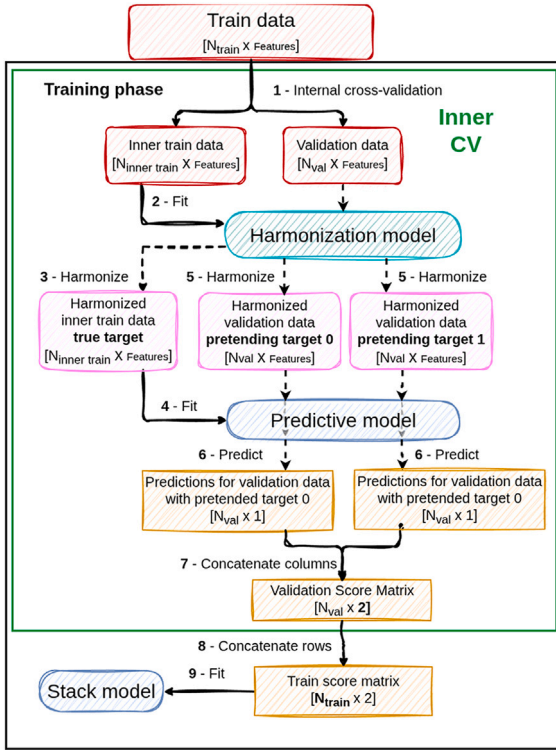 Train data
[Ntrain x Features]
Training phase
1 - Internal cross-validation
Inner
CV
Inner train data
[Ninner train X Features]
Validation data
[Nval x Features]
2 - Fit
Harmonization model
3 - Harmonize
5 - Harmonize
5 - Harmonize
Harmonized
inner train data
true target
[Ninner train X Features]
Harmonized
validation data
pretending target 0
[Nval X Features]
Harmonized
validation data
pretending target 1
[Nval x Features]
4 - Fit
Predictive model
6 - Predict
6 - Predict
Predictions for validation data
with pretended target 0
[Nval x 1]
Predictions for validation data
with pretended target 0
[Nval x 1]
7 - Concatenate columns
Validation Score Matrix
[Nval x 2]
8 - Concatenate rows
9 - Fit
Stack model
Train score matrix
[Ntrain x 2]